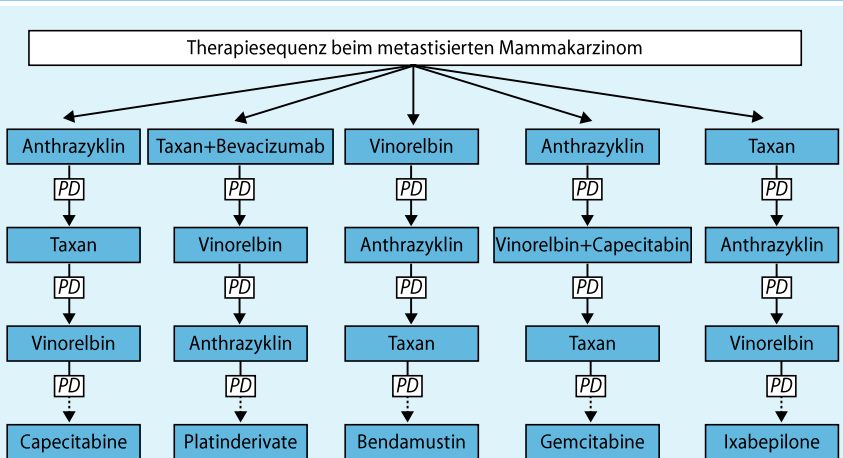 Therapiesequenz beim metastisierten Mammakarzinom
Anthrazyklin Taxan+Bevacizumab Vinorelbin Anthrazyklin Taxan
PD PD PD PD PD
Taxan Vinorelbin Anthrazyklin Vinorelbin+Capecitabin Anthrazyklin
PD PD PD PD PD
Vinorelbin Anthrazyklin Taxan Taxan Vinorelbin
PD PD PD PD PD
Capecitabine Platinderivate Bendamustin Gemcitabine Ixabepilone